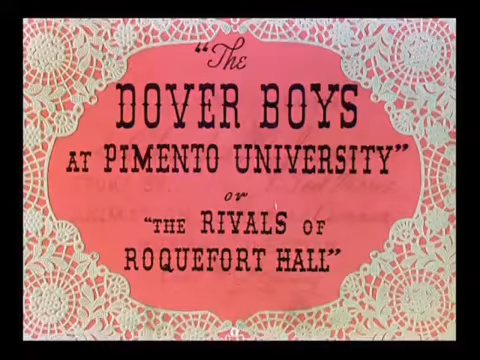 "The
DOVER BOYS
AT PIMENTO UNIVERSITY"
or
"THE RIVALS OF
ROQUEFORT HALL"